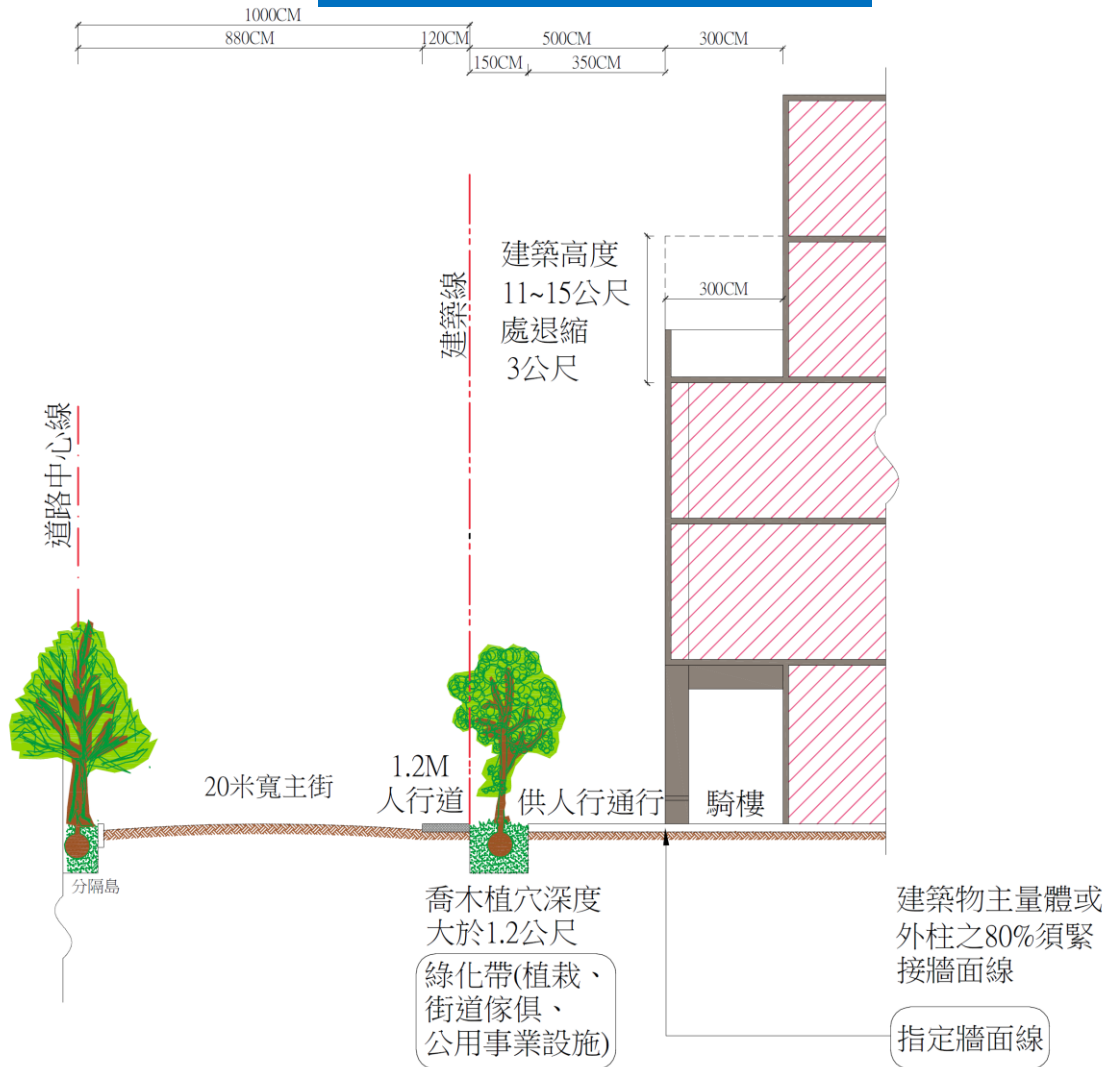 1000CM
880CM
120CM
500CM
300CM
150CM
350CM
建築高度
11~15公尺
處退縮
3公尺
300CM
建築線
道路中心線
20米寬主街
1.2M
人行道
供人行通行
騎樓
分隔島
喬木植穴深度
大於1.2公尺
綠化帶(植栽、
街道傢俱、
公用事業設施)
建築物主量體或
外柱之80%須緊
接牆面線
指定牆面線